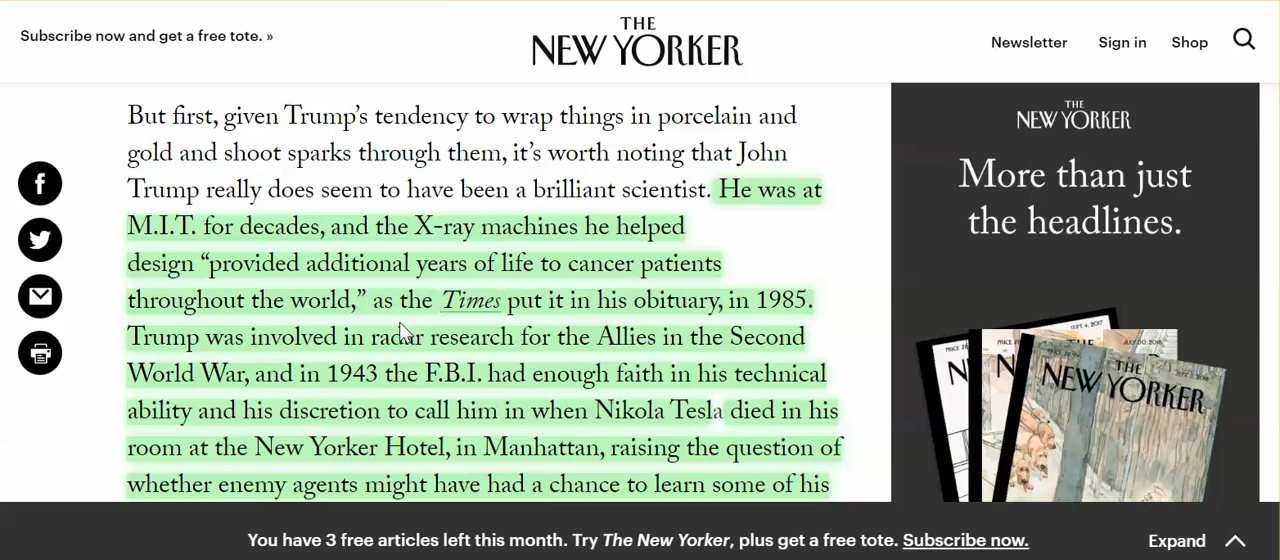 Subscribe now and get a free tote. »
THE
NEW YORKER
Newsletter
Sign in
Shop
But first, given Trump’s tendency to wrap things in porcelain and
gold and shoot sparks through them, it’s worth noting that John
Trump really does seem to have been a brilliant scientist. He was at
M.I.T. for decades, and the X-ray machines he helped
design “provided additional years of life to cancer patients
throughout the world,” as the Times put it in his obituary, in 1985.
Trump was involved in radar research for the Allies in the Second
World War, and in 1943 the F.B.I. had enough faith in his technical
ability and his discretion to call him in when Nikola Tesla died in his
room at the New Yorker Hotel, in Manhattan, raising the question of
whether enemy agents might have had a chance to learn some of his
THE
NEW YORKER
More than just
the headlines.
SEPT. 4, 2017
THE
NEW YORKER
You have 3 free articles left this month. Try The New Yorker, plus get a free tote. Subscribe now.
Expand